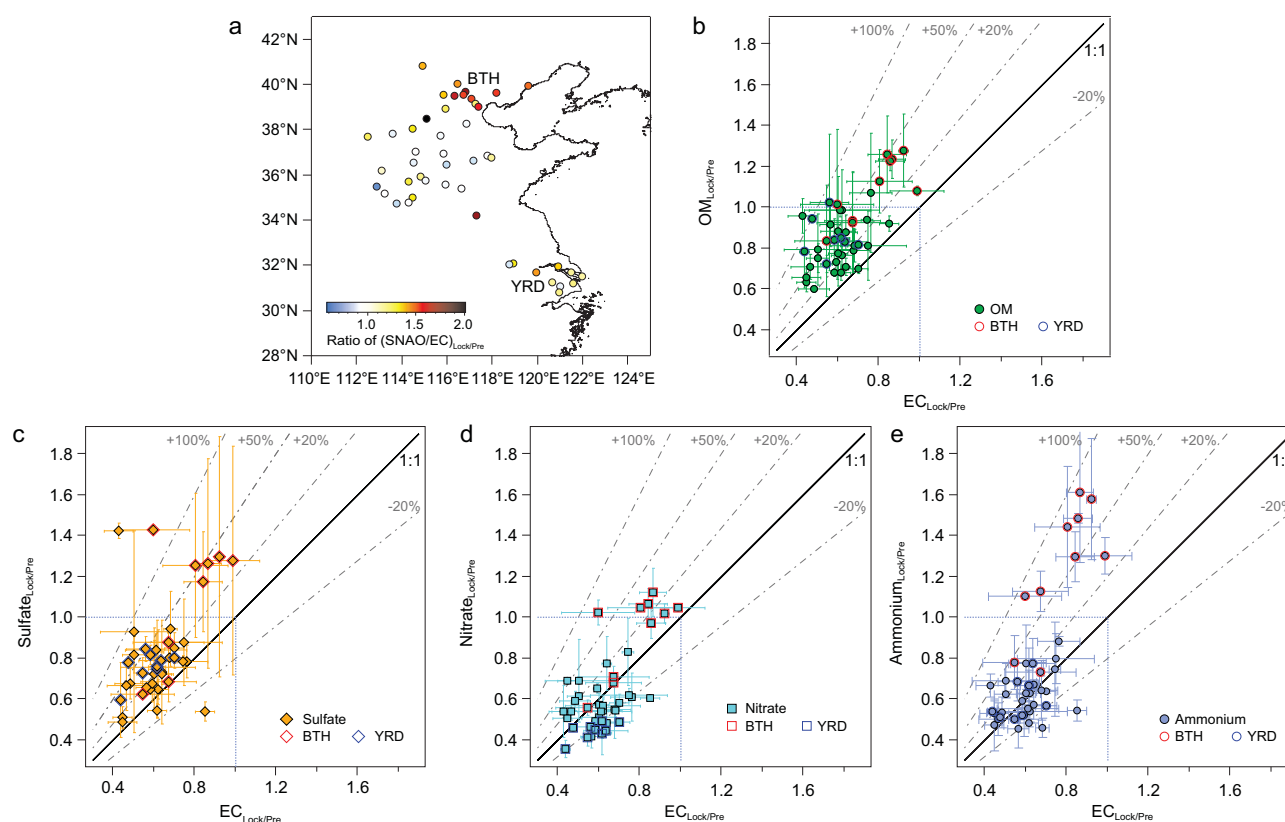 a
42°N
40°N
38°N
36°N
34°N
32°N
30°N
28°N
BTH
YRD
1.0
1.5
2.0
Ratio of (SNAO/EC)Lock/Pre
110°E
112°E
114°E
116°E
118°E
120°E
122°E
124°E
b
+100%
+50%
+20%
1:1
-20%
OMLock/Pre
1.8
1.6
1.4
1.2
1.0
0.8
0.6
0.4
OM
BTH
YRD
0.4
0.8
1.2
1.6
ECLock/Pre
c
+100%
+50%
+20%
1:1
-20%
SulfateLock/Pre
1.8
1.6
1.4
1.2
1.0
0.8
0.6
0.4
Sulfate
BTH
YRD
0.4
0.8
1.2
1.6
ECLock/Pre
d
+100%
+50%
+20%
1:1
-20%
NitrateLock/Pre
1.8
1.6
1.4
1.2
1.0
0.8
0.6
0.4
Nitrate
BTH
YRD
0.4
0.8
1.2
1.6
ECLock/Pre
e
+100%
+50%
+20%
1:1
-20%
AmmoniumLock/Pre
1.8
1.6
1.4
1.2
1.0
0.8
0.6
0.4
Ammonium
BTH
YRD
0.4
0.8
1.2
1.6
ECLock/Pre